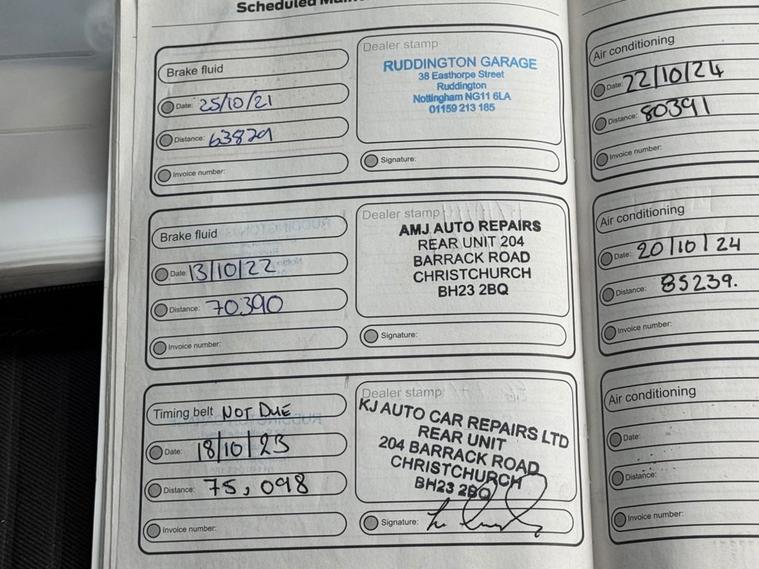 Scheduled
Brake fluid
Date: 25/10/21
Distance: 63829
Invoice number:
Dealer stamp
RUDDINGTON GARAGE
38 Easthorpe Street
Ruddington
Nottingham NG11 6LA
01159 213 185
Signature:
Brake fluid
Date: 13/10/22
Distance: 70390
Invoice number:
Dealer stamp
AMJ AUTO REPAIRS
REAR UNIT 204
BARRACK ROAD
CHRISTCHURCH
BH23 2BQ
Signature:
Timing belt NOT DUE
Date: 18/10/23
Distance: 75,098
Invoice number:
Dealer stamp
KJ AUTO CAR REPAIRS LTD
REAR UNIT
204 BARRACK ROAD
CHRISTCHURCH
BH23 2BQ
Signature:
Air conditioning
Date: 22/10/24
Distance: 80391
Invoice number:
Air conditioning
Date: 20/10/24
Distance: 85239.
Invoice number:
Air conditioning
Date:
Distance:
Invoice number: